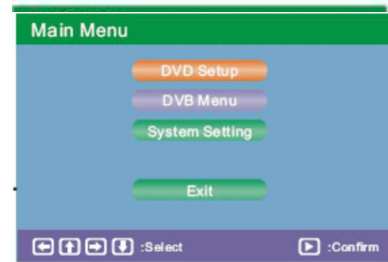 Main Menu
DVD Setup
DVB Menu
System Setting
Exit
:Select :Confirm